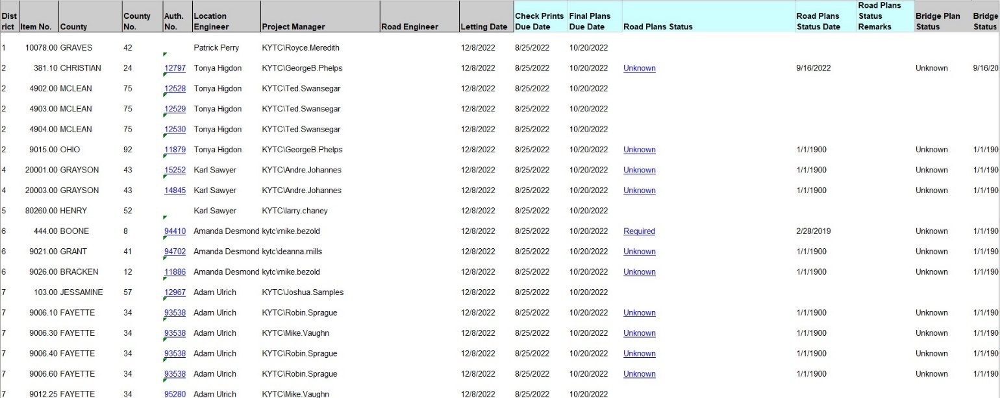 Dist rict Item No. County County No. Auth. No. Location Engineer Project Manager Road Engineer Letting Date Check Prints Due Date Final Plans Due Date Road Plans Status Road Plans Status Date Road Plans Status Remarks Bridge Plan Status Bridge Status
1 10078.00 GRAVES 42 Patrick Perry KYTC\Royce.Meredith 12/8/2022 8/25/2022 10/20/2022
2 381.10 CHRISTIAN 24 12797 Tonya Higdon KYTC\GeorgeB.Phelps 12/8/2022 8/25/2022 10/20/2022 Unknown 9/16/2022 Unknown 9/16/20
2 4902.00 MCLEAN 75 12528 Tonya Higdon KYTC\Ted.Swansegar 12/8/2022 8/25/2022 10/20/2022
2 4903.00 MCLEAN 75 12529 Tonya Higdon KYTC\Ted.Swansegar 12/8/2022 8/25/2022 10/20/2022
2 4904.00 MCLEAN 75 12530 Tonya Higdon KYTC\Ted.Swansegar 12/8/2022 8/25/2022 10/20/2022
2 9015.00 OHIO 92 11879 Tonya Higdon KYTC\GeorgeB.Phelps 12/8/2022 8/25/2022 10/20/2022 Unknown 1/1/1900 Unknown 1/1/190
4 20001.00 GRAYSON 43 15252 Karl Sawyer KYTC\Andre.Johannes 12/8/2022 8/25/2022 10/20/2022 Unknown 1/1/1900 Unknown 1/1/190
4 20003.00 GRAYSON 43 14845 Karl Sawyer KYTC\Andre.Johannes 12/8/2022 8/25/2022 10/20/2022 Unknown 1/1/1900 Unknown 1/1/190
5 80260.00 HENRY 52 Karl Sawyer KYTC\larry.chaney 12/8/2022 8/25/2022 10/20/2022
6 444.00 BOONE 8 94410 Amanda Desmond kytc\mike.bezold 12/8/2022 8/25/2022 10/20/2022 Required 2/28/2019 Unknown 1/1/190
6 9021.00 GRANT 41 94702 Amanda Desmond kytc\deanna.mills 12/8/2022 8/25/2022 10/20/2022 Unknown 1/1/1900 Unknown 1/1/190
6 9026.00 BRACKEN 12 11886 Amanda Desmond kytc\mike.bezold 12/8/2022 8/25/2022 10/20/2022 Unknown 1/1/1900 Unknown 1/1/190
7 103.00 JESSAMINE 57 12967 Adam Ulrich KYTC\Joshua.Samples 12/8/2022 8/25/2022 10/20/2022
7 9006.10 FAYETTE 34 93538 Adam Ulrich KYTC\Robin.Sprague 12/8/2022 8/25/2022 10/20/2022 Unknown 1/1/1900 Unknown 1/1/190
7 9006.30 FAYETTE 34 93538 Adam Ulrich KYTC\Mike.Vaughn 12/8/2022 8/25/2022 10/20/2022 Unknown 1/1/1900 Unknown 1/1/190
7 9006.40 FAYETTE 34 93538 Adam Ulrich KYTC\Robin.Sprague 12/8/2022 8/25/2022 10/20/2022 Unknown 1/1/1900 Unknown 1/1/190
7 9006.60 FAYETTE 34 93538 Adam Ulrich KYTC\Robin.Sprague 12/8/2022 8/25/2022 10/20/2022 Unknown 1/1/1900 Unknown 1/1/190
7 9012.25 FAYETTE 34 95280 Adam Ulrich KYTC\Mike.Vaughn 12/8/2022 8/25/2022 10/20/2022